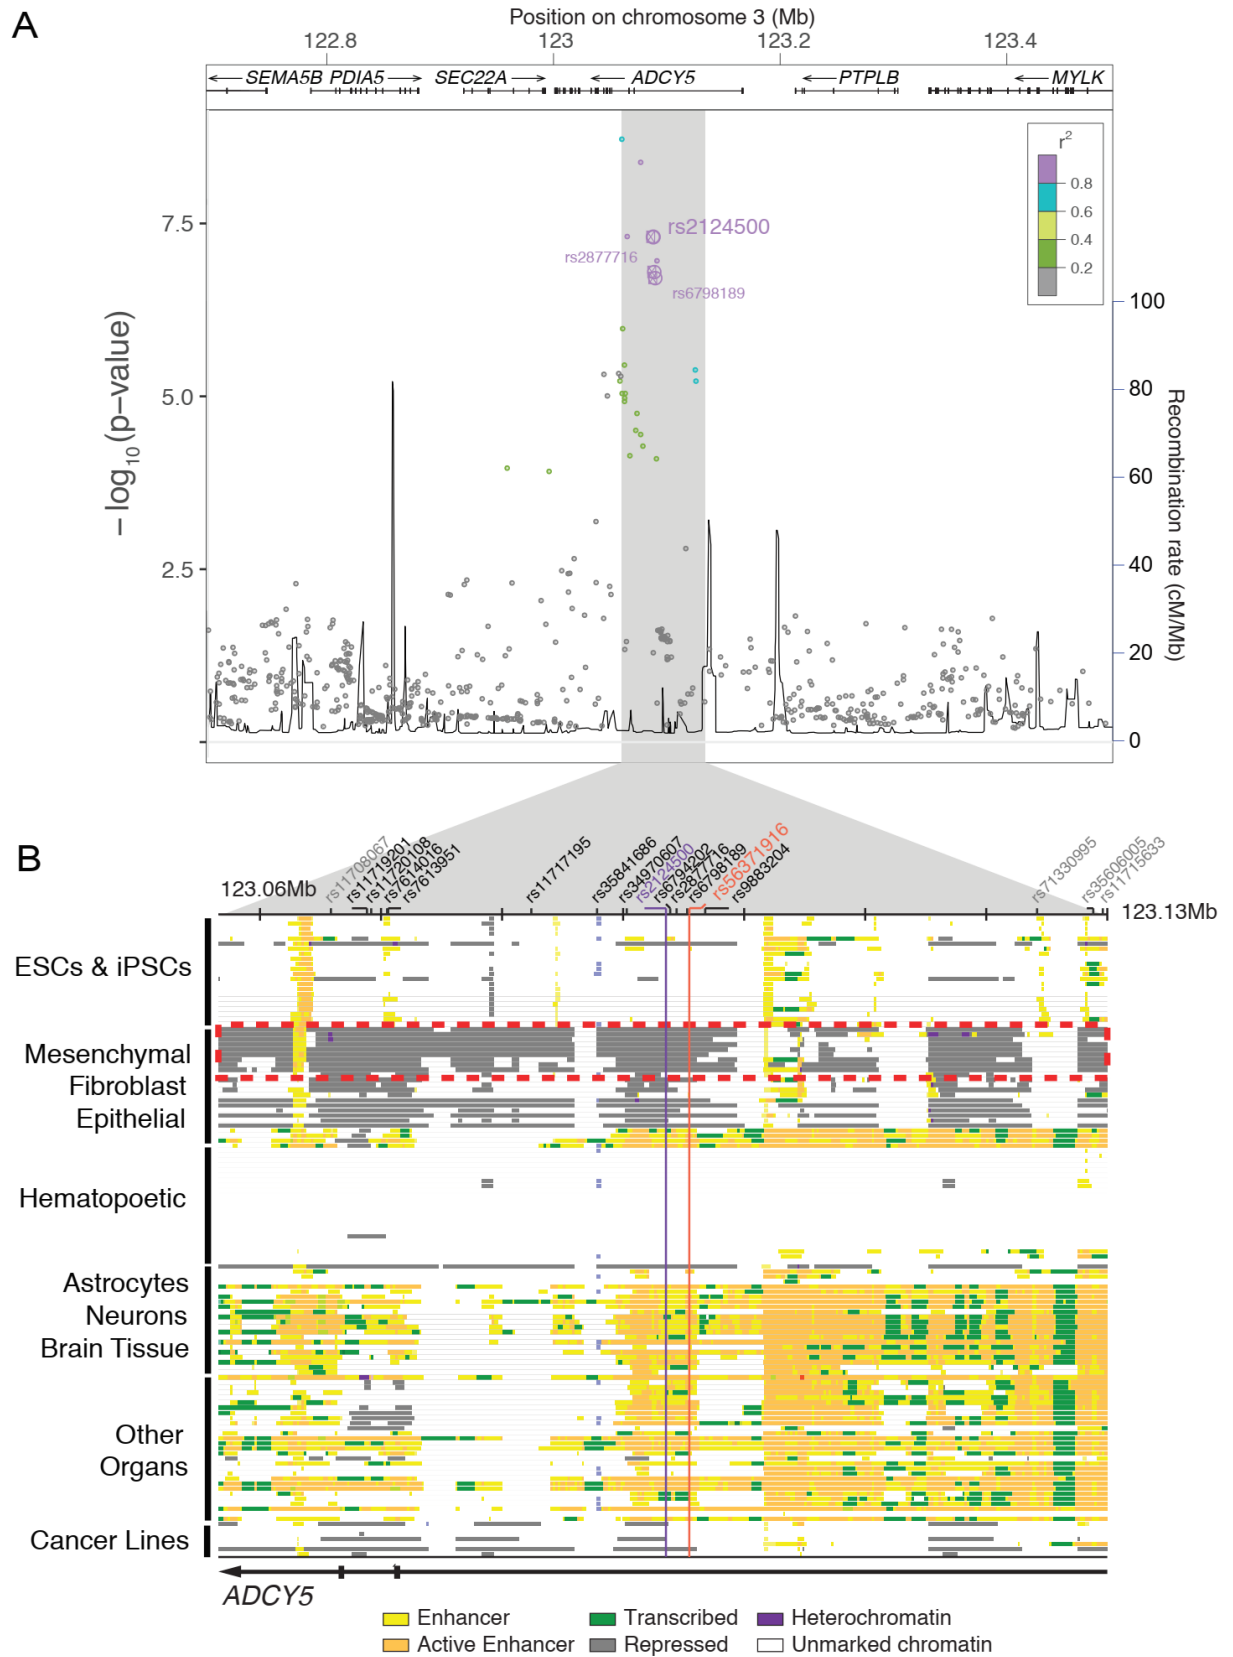 A
Position on chromosome 3 (Mb)
122.8 123 123.2 123.4
SEMA5B PDIA5 SEC22A ADCY5 PTPLB MYLK
r2
0.8
0.6
0.4
0.2
7.5
5.0
2.5
− log10(p−value)
rs2124500
rs2877716
rs6798189
100
80
60
40
20
0
Recombination rate (cM/Mb)
B
123.06Mb
rs11708067
rs11719201
rs11720108
rs7614016
rs7613951
rs11717195
rs35841686
rs34970607
rs2124500
rs6794202
rs2877716
rs6798189
rs56371916
rs9883204
rs71330995
rs35606005
rs11715633
123.13Mb
ESCs & iPSCs
Mesenchymal
Fibroblast
Epithelial
Hematopoetic
Astrocytes
Neurons
Brain Tissue
Other
Organs
Cancer Lines
ADCY5
Enhancer Transcribed Heterochromatin
Active Enhancer Repressed Unmarked chromatin